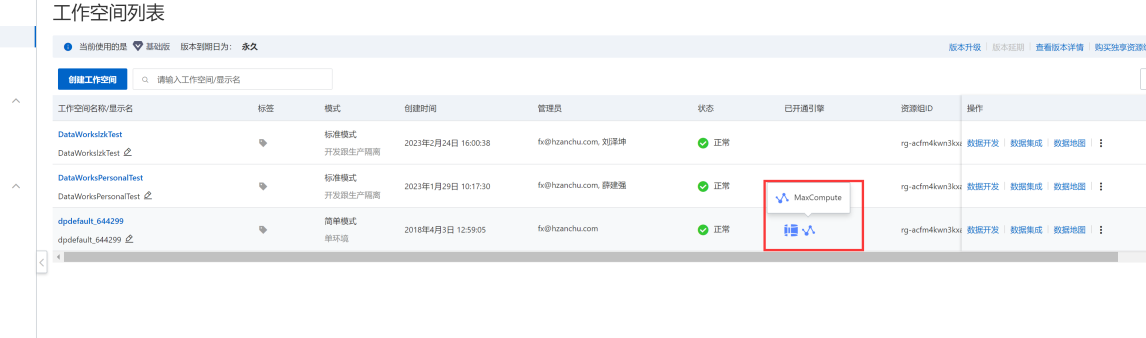 工作空间列表
当前使用的是 基础版 版本到期日为： 永久 版本升级 版本延期 查看版本详情 购买独享资源
创建工作空间 请输入工作空间/显示名
工作空间名称/显示名 标签 模式 创建时间 管理员 状态 已开通引擎 资源组ID 操作
DataWorkslzkTest 标准模式
DataWorkslzkTest 开发跟生产隔离 2023年2月24日 16:00:38 fx@hzanchu.com, 刘泽坤 正常 rg-acfm4kwn3kxa 数据开发 数据集成 数据地图
DataWorksPersonalTest 标准模式
DataWorksPersonalTest 开发跟生产隔离 2023年1月29日 10:17:30 fx@hzanchu.com, 薛建强 正常 rg-acfm4kwn3kxa 数据开发 数据集成 数据地图
MaxCompute
dpdefault_644299 简单模式
dpdefault_644299 单环境 2018年4月3日 12:59:05 fx@hzanchu.com 正常 rg-acfm4kwn3kxa 数据开发 数据集成 数据地图